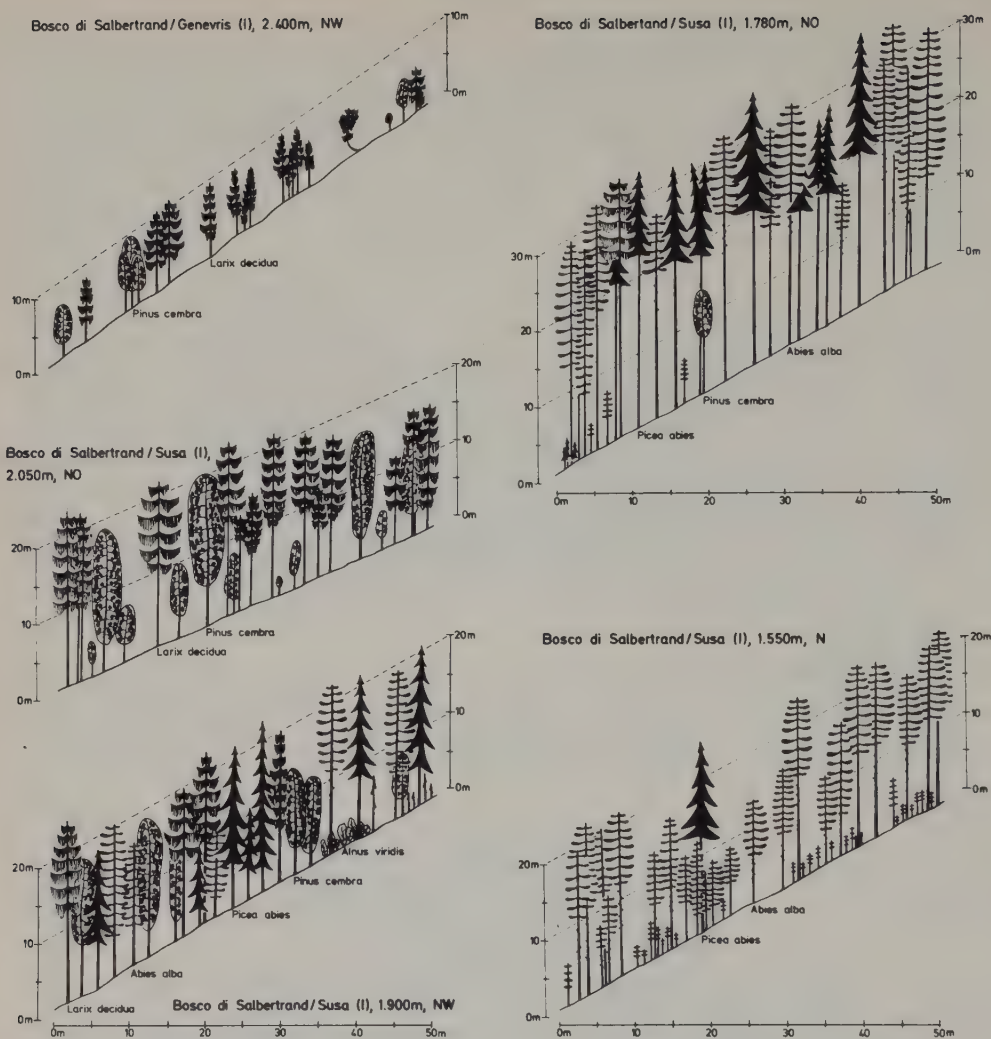 Bosco di Salbertrand/Genevris (I), 2.400m, NW
10m
0m
10m
0m
Larix decidua
Pinus cembra
Bosco di Salbertand/Susa (I), 1.780m, NO
30m
20
10
0m
30m
20
10
0m
Abies alba
Pinus cembra
Picea abies
0m 10 20 30 40 50m
Bosco di Salbertrand/Susa (I),
2.050m, NO
20m
10
0m
20m
10
0m
Pinus cembra
Larix decidua
Bosco di Salbertrand/Susa (I), 1.550m, N
20m
10
0m
20m
10
0m
Abies alba
Picea abies
0m 10 20 30 40 50m
20m
10
0m
20m
10
0m
Alnus viridis
Pinus cembra
Picea abies
Abies alba
Larix decidua
Bosco di Salbertrand/Susa (I), 1.900m, NW
0m 10 20 30 40 50m